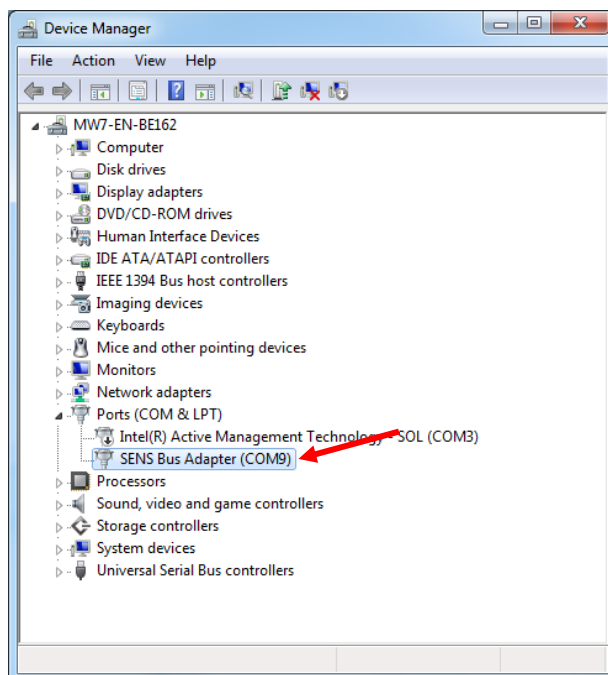 Device Manager
File Action View Help
MW7-EN-BE162
Computer
Disk drives
Display adapters
DVD/CD-ROM drives
Human Interface Devices
IDE ATA/ATAPI controllers
IEEE 1394 Bus host controllers
Imaging devices
Keyboards
Mice and other pointing devices
Monitors
Network adapters
Ports (COM & LPT)
Intel(R) Active Management Technology - SOL (COM3)
SENS Bus Adapter (COM9)
Processors
Sound, video and game controllers
Storage controllers
System devices
Universal Serial Bus controllers